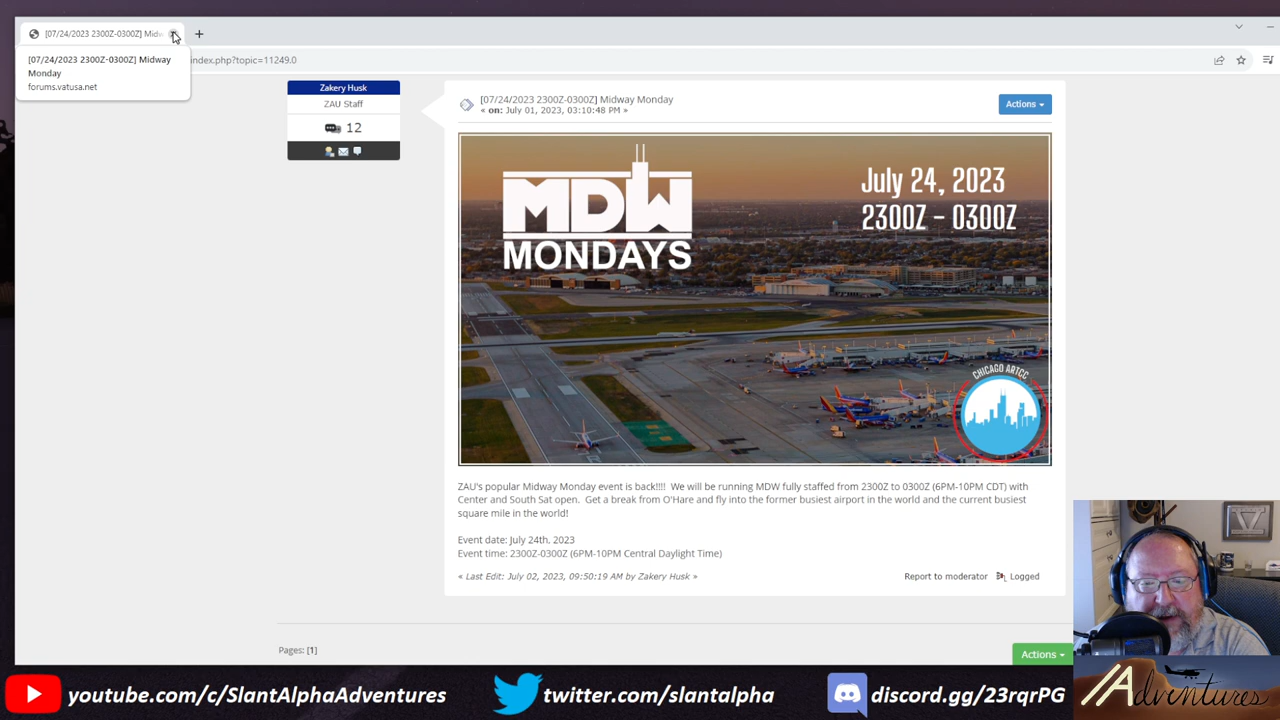 [07/24/2023 2300Z-0300Z] Midw
[07/24/2023 2300Z-0300Z] Midway
Monday
forums.vatusa.net
index.php?topic=11249.0
Zakery Husk
ZAU Staff
12
[07/24/2023 2300Z-0300Z] Midway Monday
« on: July 01, 2023, 03:10:48 PM »
Actions
MDW
MONDAYS
July 24, 2023
2300Z - 0300Z
CHICAGO ARTCC
ZAU's popular Midway Monday event is back!!!! We will be running MDW fully staffed from 2300Z to 0300Z (6PM-10PM CDT) with
Center and South Sat open. Get a break from O'Hare and fly into the former busiest airport in the world and the current busiest
square mile in the world!
Event date: July 24th, 2023
Event time: 2300Z-0300Z (6PM-10PM Central Daylight Time)
« Last Edit: July 02, 2023, 09:50:19 AM by Zakery Husk »
Report to moderator
Logged
Pages: [1]
Actions
youtube.com/c/SlantAlphaAdventures
twitter.com/slantalpha
discord.gg/23rqrPG
Adventures